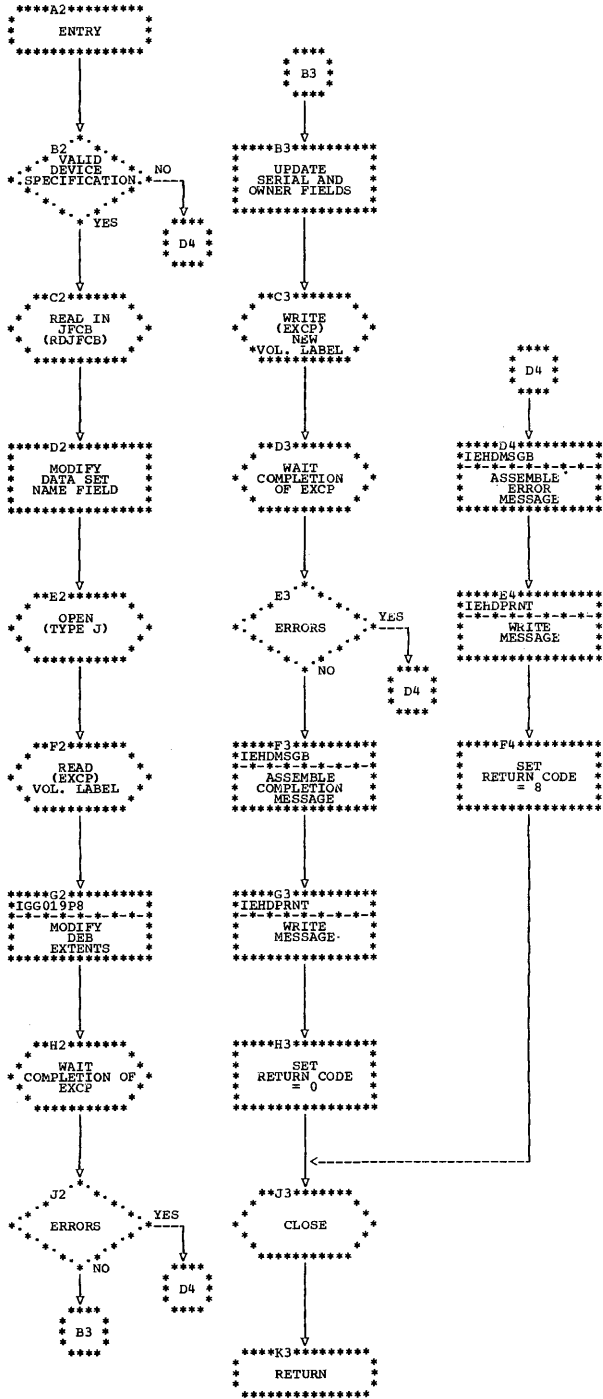 A2
ENTRY
B2
VALID
DEVICE
SPECIFICATION
NO
YES
D4
C2
READ IN
JFCB
(RDJFCB)
D2
MODIFY
DATA SET
NAME FIELD
E2
OPEN
(TYPE J)
F2
READ
(EXCP)
VOL. LABEL
G2
IGG019P8
MODIFY
DEB
EXTENTS
H2
WAIT
COMPLETION OF
EXCP
J2
ERRORS
YES
NO
D4
B3
B3
B3
UPDATE
SERIAL AND
OWNER FIELDS
C3
WRITE
(EXCP)
NEW
VOL. LABEL
D3
WAIT
COMPLETION
OF EXCP
E3
ERRORS
YES
NO
D4
F3
IEHDMSGB
ASSEMBLE
COMPLETION
MESSAGE
G3
IEHDPRNT
WRITE
MESSAGE
H3
SET
RETURN CODE
= 0
J3
CLOSE
K3
RETURN
D4
D4
IEHDMSGB
ASSEMBLE
ERROR
MESSAGE
E4
IEHDPRNT
WRITE
MESSAGE
F4
SET
RETURN CODE
= 8